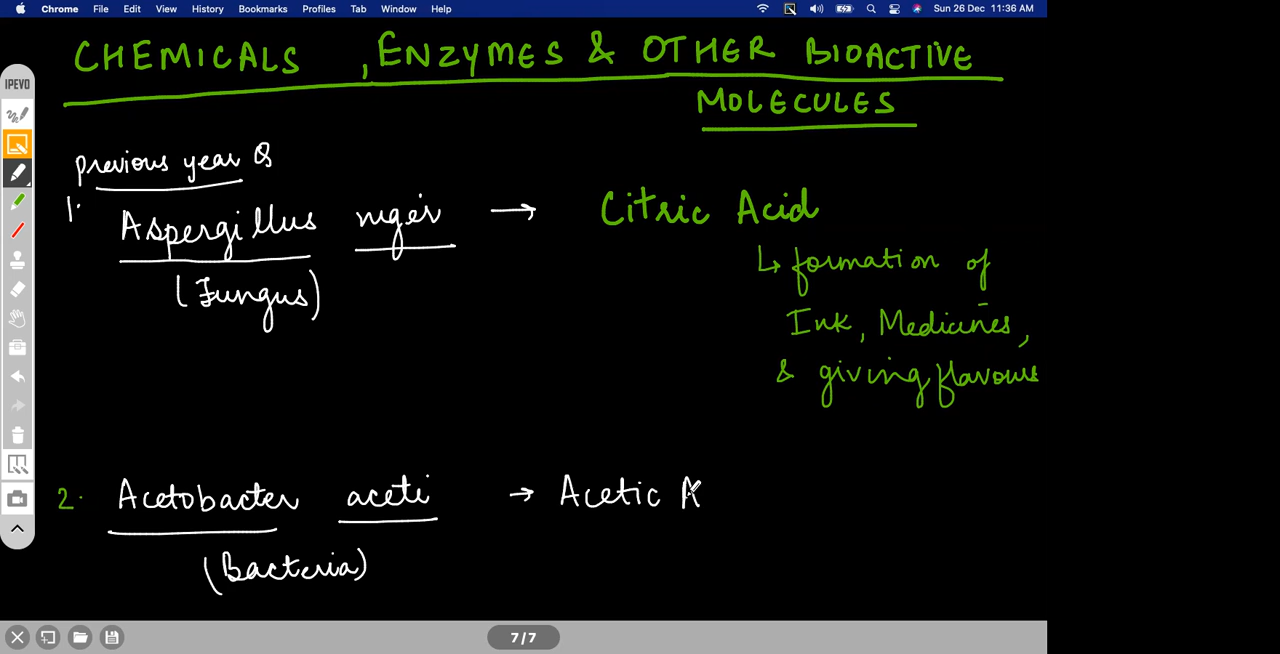 Chrome File Edit View History Bookmarks Profiles Tab Window Help Sun 26 Dec 11:36 AM
CHEMICALS , ENZYMES & OTHER BIOACTIVE
MOLECULES
IPEVO
previous year Q
1. Aspergillus niger → Citric Acid
(Fungus)
↳ formation of
Ink, Medicines,
& giving flavours
2. Acetobacter aceti → Acetic A
(Bacteria)
7/7